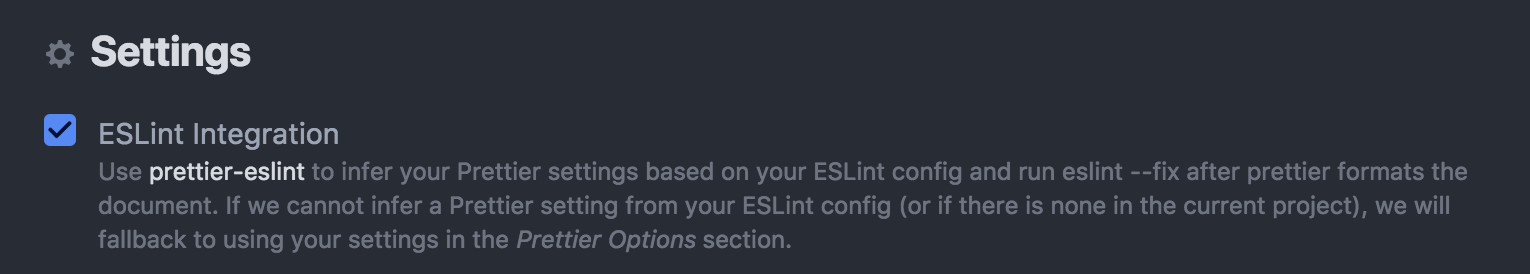 Settings
ESLint Integration
Use prettier-eslint to infer your Prettier settings based on your ESLint config and run eslint --fix after prettier formats the
document. If we cannot infer a Prettier setting from your ESLint config (or if there is none in the current project), we will
fallback to using your settings in the Prettier Options section.